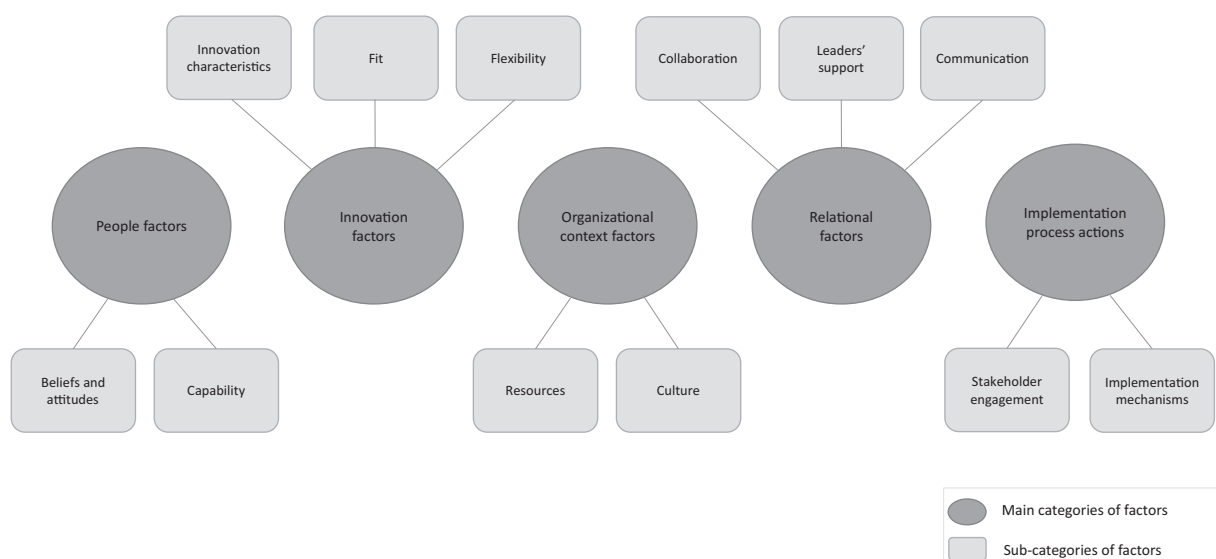 Innovation
characteristics
Fit
Flexibility
Collaboration
Leaders'
support
Communication
People factors
Innovation
factors
Organizational
context factors
Relational
factors
Implementation
process actions
Beliefs and
attitudes
Capability
Resources
Culture
Stakeholder
engagement
Implementation
mechanisms
Main categories of factors
Sub-categories of factors